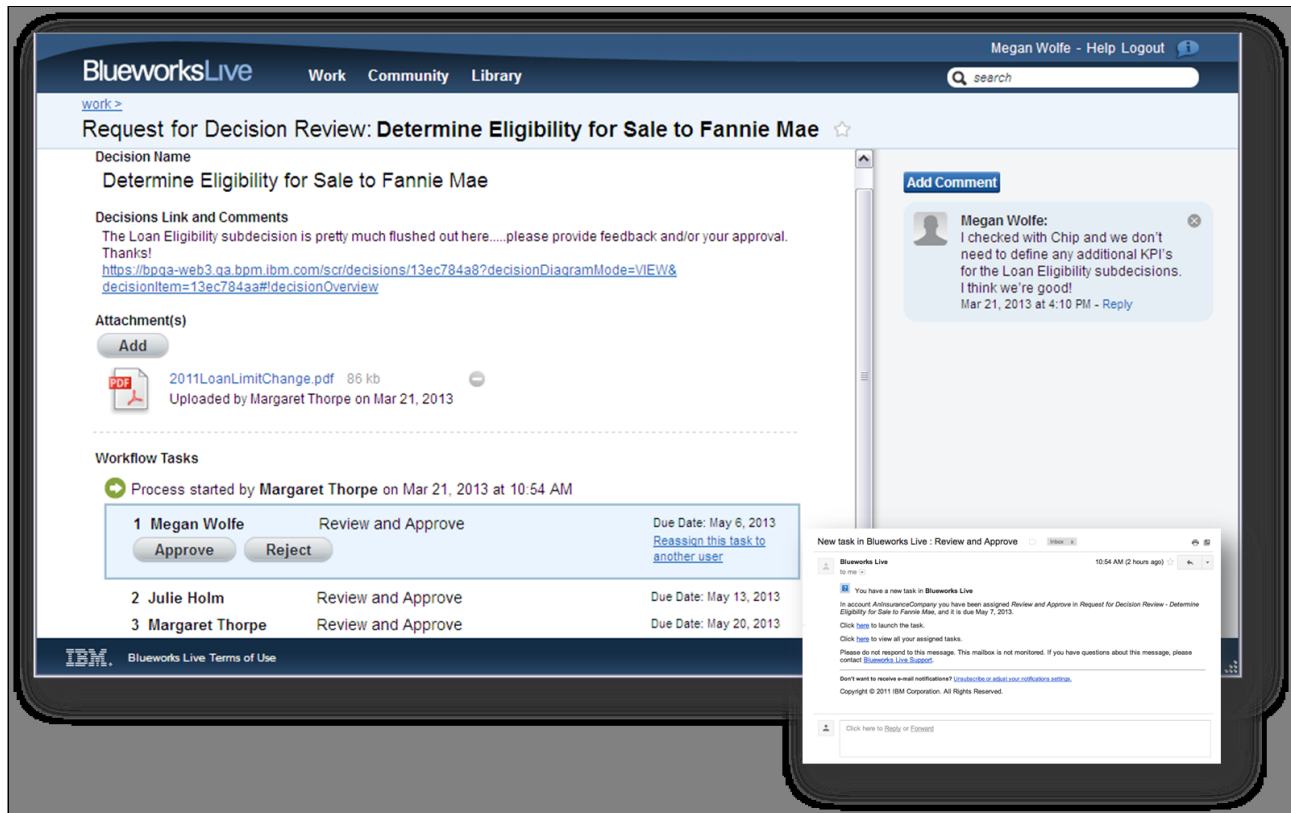 Megan Wolfe - Help Logout
BlueworksLive
Work Community Library
search
work >
Request for Decision Review: Determine Eligibility for Sale to Fannie Mae
Decision Name
Determine Eligibility for Sale to Fannie Mae
Decisions Link and Comments
The Loan Eligibility subdecision is pretty much flushed out here.....please provide feedback and/or your approval.
Thanks!
https://bpqa-web3.qa.bpm.ibm.com/scr/decisions/13ec784a8?decisionDiagramMode=VIEW&
decisionItem=13ec784aa#!decisionOverview
Attachment(s)
Add
PDF
2011LoanLimitChange.pdf 86 kb
Uploaded by Margaret Thorpe on Mar 21, 2013
Workflow Tasks
Process started by Margaret Thorpe on Mar 21, 2013 at 10:54 AM
1 Megan Wolfe Review and Approve Due Date: May 6, 2013
Approve Reject Reassign this task to
another user
2 Julie Holm Review and Approve Due Date: May 13, 2013
3 Margaret Thorpe Review and Approve Due Date: May 20, 2013
IBM. Blueworks Live Terms of Use
Add Comment
Megan Wolfe:
I checked with Chip and we don't
need to define any additional KPI's
for the Loan Eligibility subdecisions.
I think we're good!
Mar 21, 2013 at 4:10 PM - Reply
New task in Blueworks Live : Review and Approve Inbox x
Blueworks Live 10:54 AM (2 hours ago)
to me
You have a new task in Blueworks Live
In account AnInsuranceCompany you have been assigned Review and Approve in Request for Decision Review - Determine
Eligibility for Sale to Fannie Mae, and it is due May 7, 2013.
Click here to launch the task.
Click here to view all your assigned tasks.
Please do not respond to this message. This mailbox is not monitored. If you have questions about this message, please
contact Blueworks Live Support.
Don't want to receive e-mail notifications? Unsubscribe or adjust your notifications settings.
Copyright © 2011 IBM Corporation. All Rights Reserved.
Click here to Reply or Forward